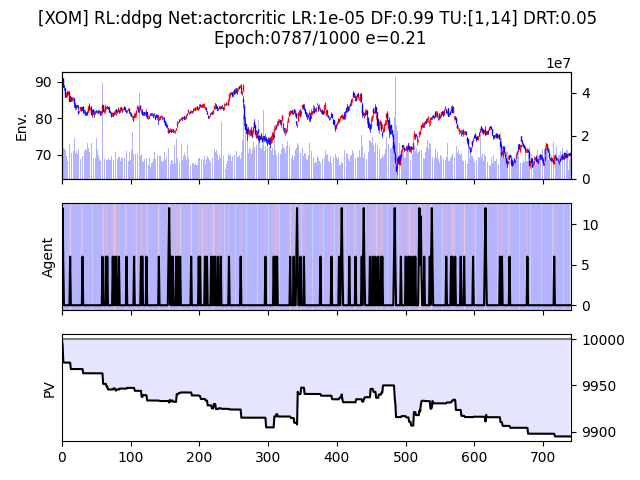 [XOM] RL:ddpg Net:actorcritic LR:1e-05 DF:0.99 TU:[1,14] DRT:0.05
Epoch:0787/1000 e=0.21
1e7
90
80
70
Env.
4
2
0
Agent
10
5
0
PV
10000
9950
9900
0 100 200 300 400 500 600 700